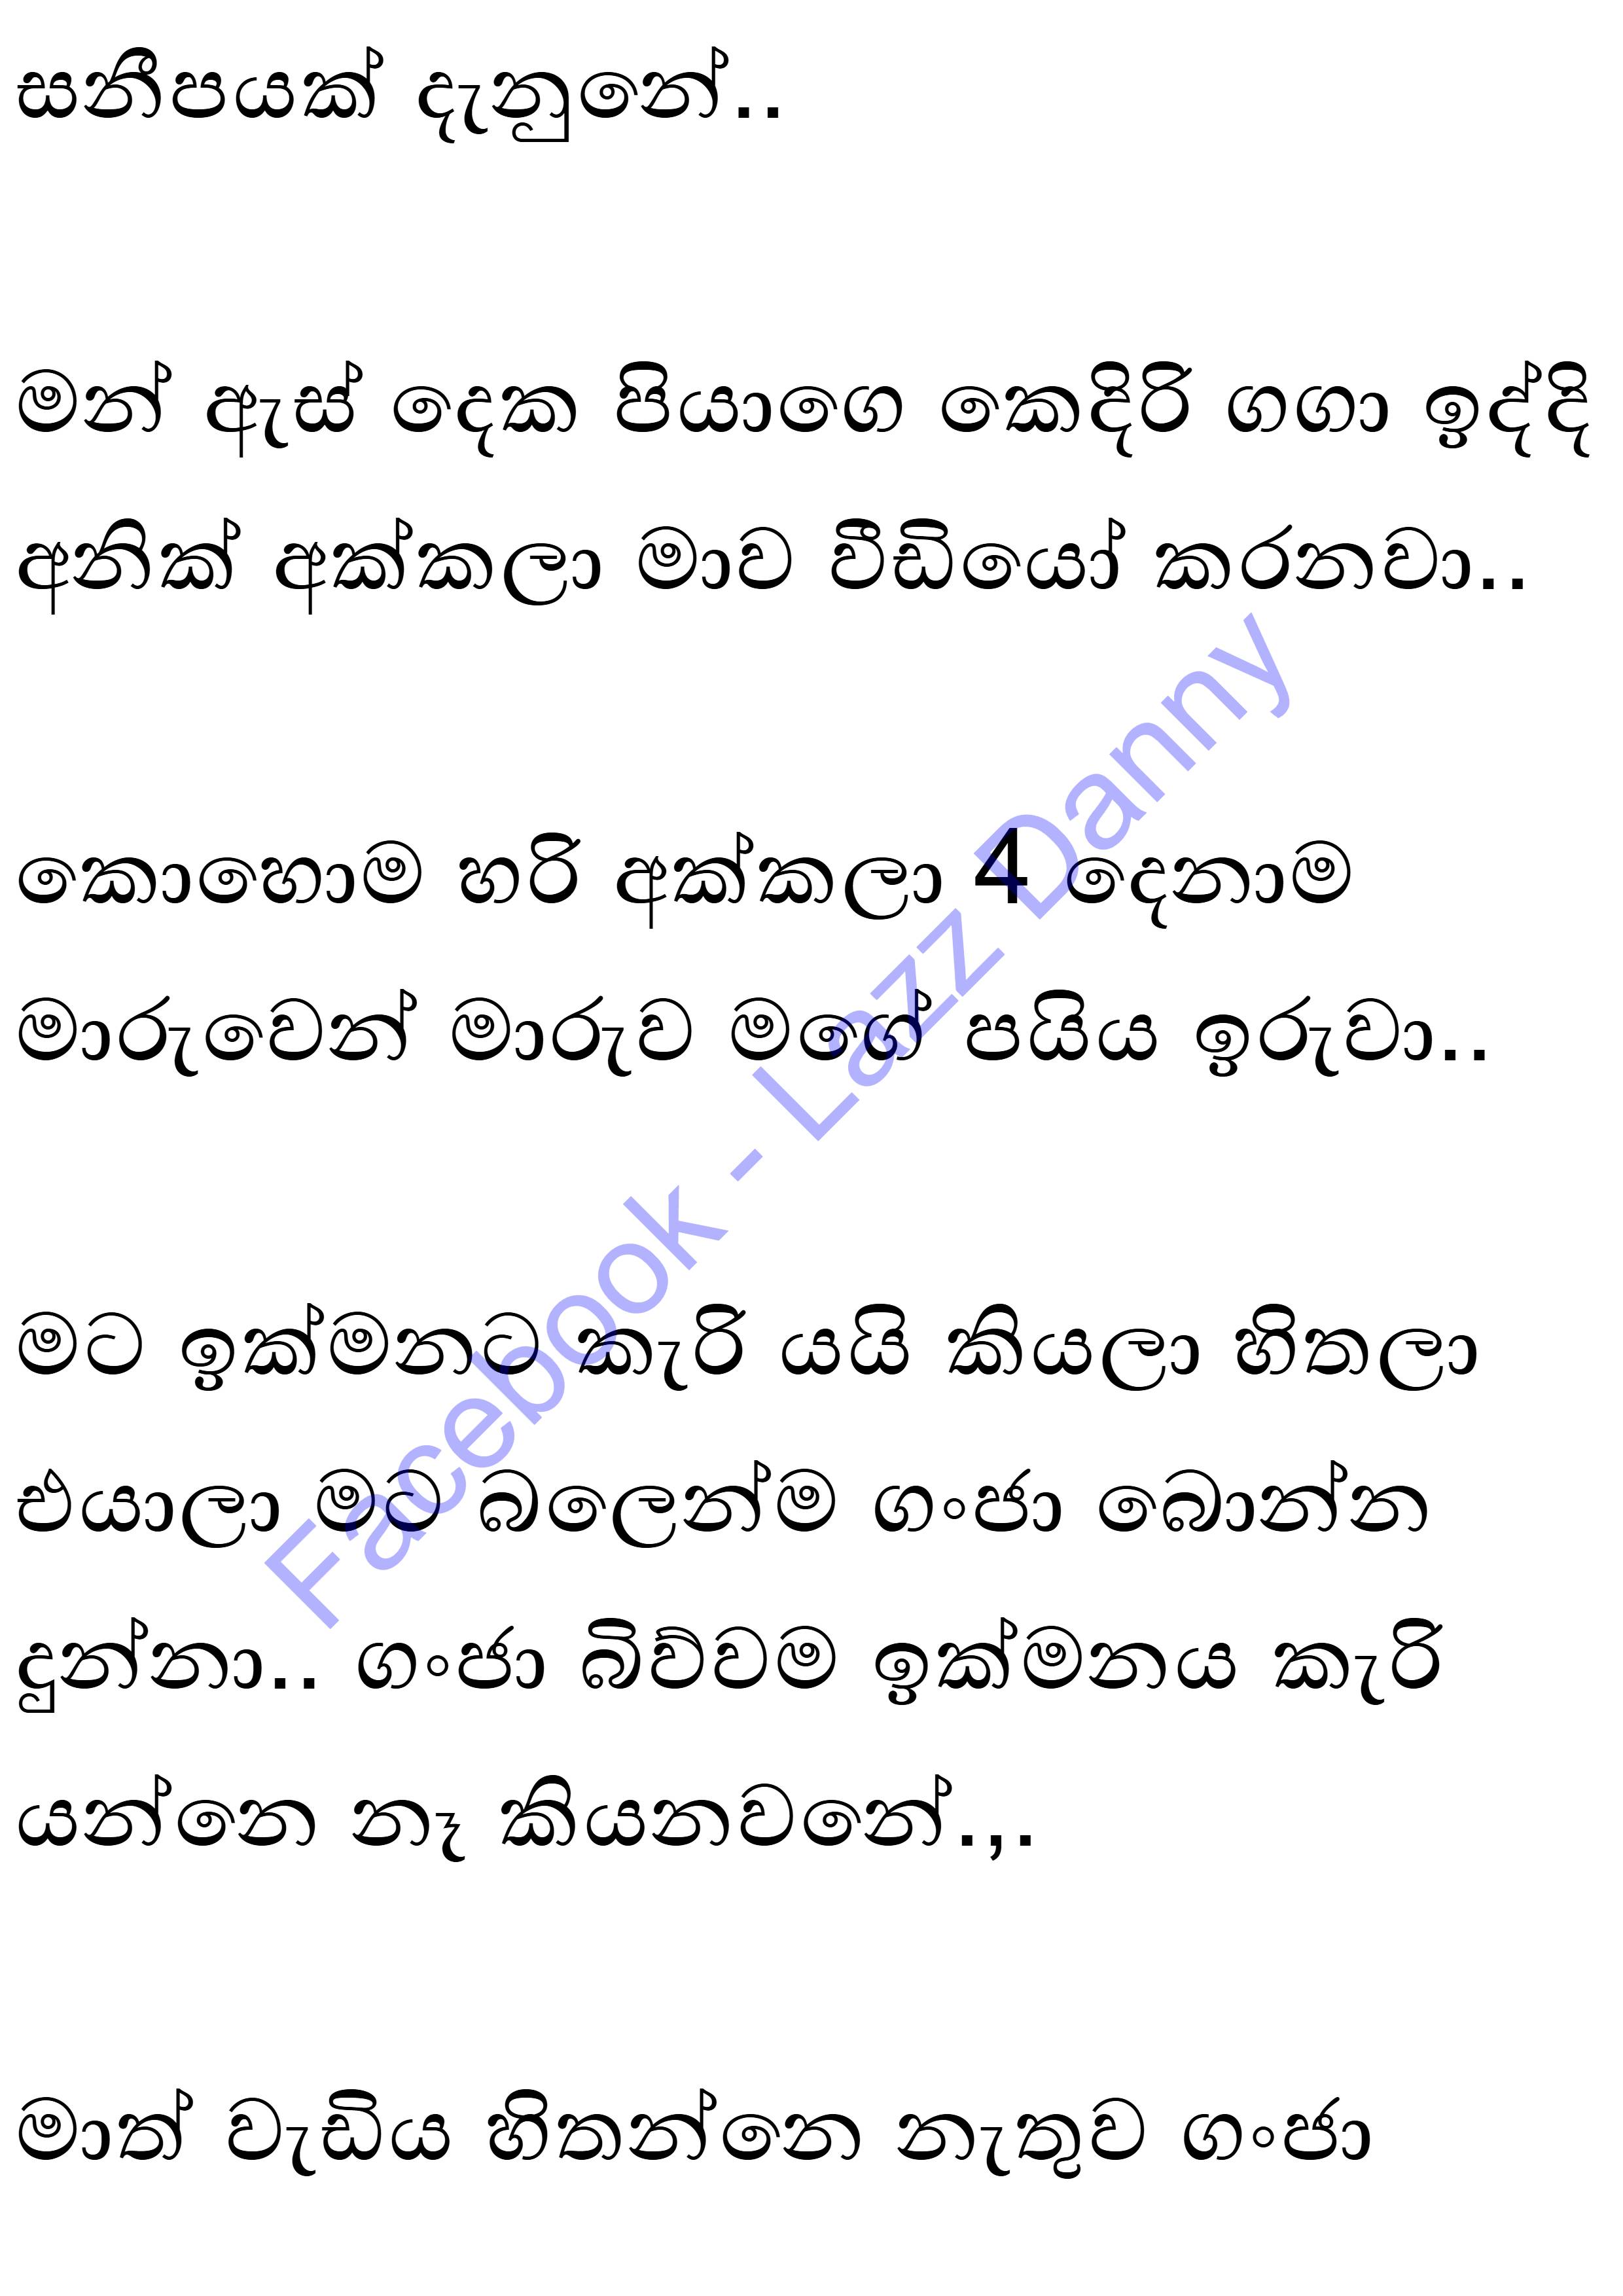 සනීපයක් දැනුනේ..
මන් ඇස් දෙක පියාගෙ කෙදිරි ගගා ඉද්දි
අනික් අක්කලා මාව වීඩියෝ කරනවා..
කොහොම හරි අක්කලා 4 දෙනාම
මාරුවෙන් මාරුව මගේ පයිය ඉරුවා..
මට ඉක්මනට කැරි යයි කියලා හිතලා
එයාලා මට බලෙන්ම ගංජා බොන්න
දුන්නා.. ගංජා බිව්වම ඉක්මනය කැරි
යන්නෙ නෑ කියනවනේ.,.
මාත් වැඩිය හිතන්නෙ නැතුව ගංජා
Facebook - Lazz Danny